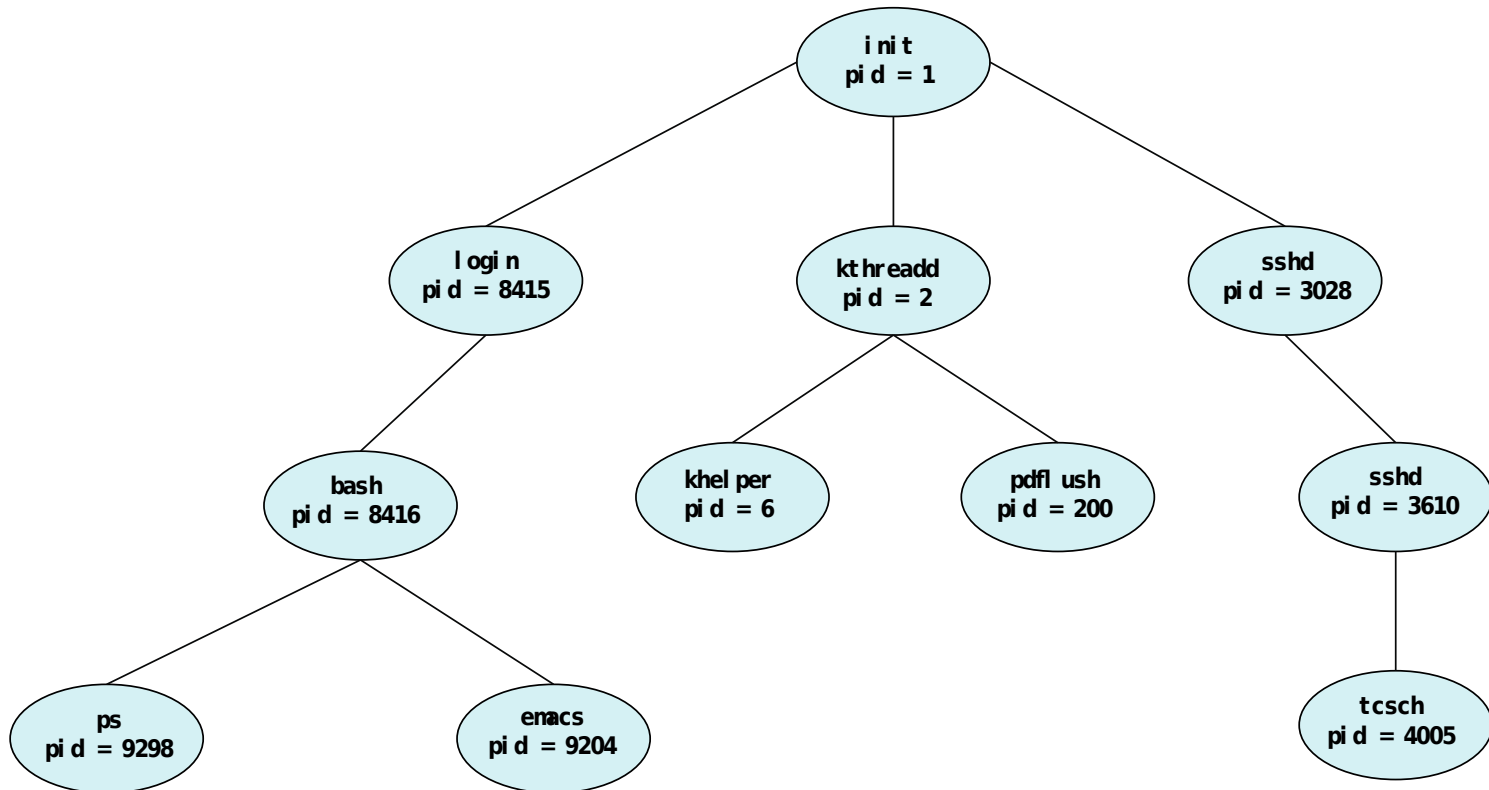 init
pid = 1
login
pid = 8415
kthreadd
pid = 2
sshd
pid = 3028
bash
pid = 8416
khelper
pid = 6
pdflush
pid = 200
sshd
pid = 3610
ps
pid = 9298
emacs
pid = 9204
tcsch
pid = 4005